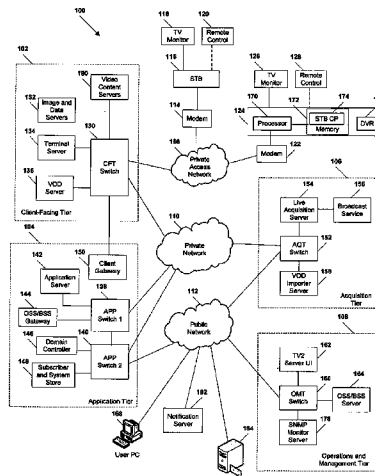 100
118
120
TV
Monitor
Remote
Control
116
STB
114
Modem
126
128
TV
Monitor
Remote
Control
170
172
174
124
Processor
STB CP
Memory
DVR
Modem
122
102
180
Video
Content
Servers
132
Image and
Data
Servers
130
134
Terminal
Server
CFT
Switch
136
VOD
Server
Client-Facing Tier
166
Private
Access
Network
106
154
156
Live
Acquisition
Server
Broadcast
Service
152
AQT
Switch
158
VOD
Importer
Server
Acquisition
Tier
110
Private
Network
112
Public
Network
104
150
Client
Gateway
142
Application
Server
138
144
OSS/BSS
Gateway
APP
Switch 1
146
140
Domain
Controller
APP
Switch 2
148
Subscriber
and System
Store
Application Tier
108
162
TV2
Server UI
160
164
OMT
Switch
OSS/BSS
Server
178
SNMP
Monitor
Server
Operations and
Management Tier
168
User PC
182
Notification
Server
184